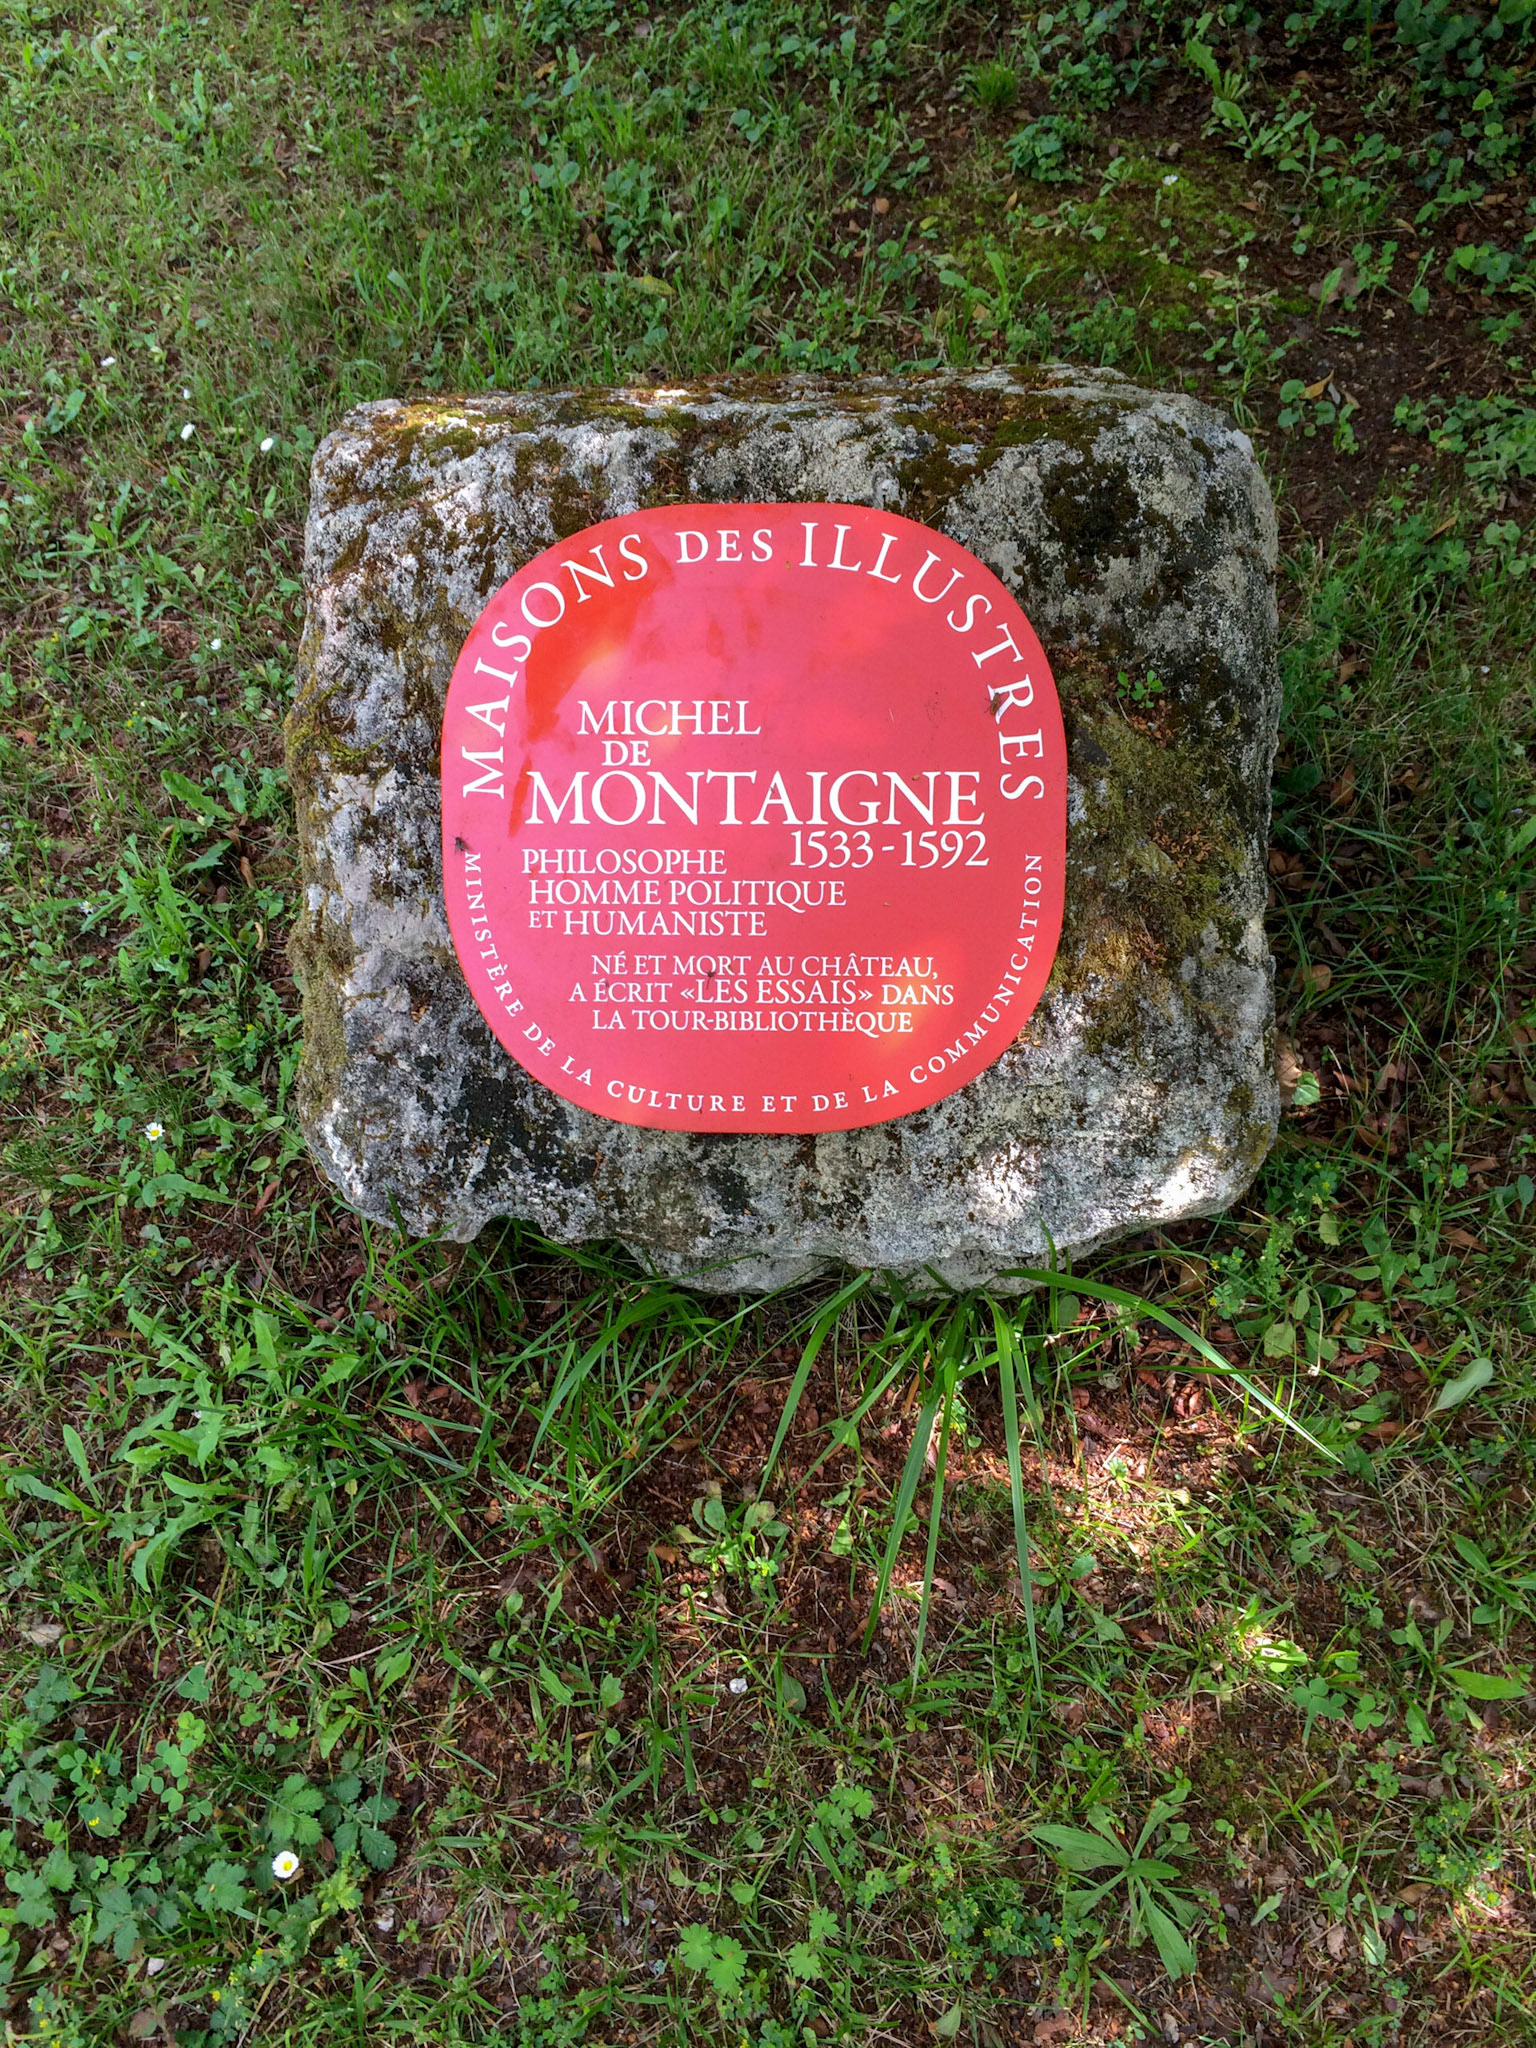 MAISONS DES ILLUSTRES
MICHEL
DE
MONTAIGNE
1533-1592
PHILOSOPHE
HOMME POLITIQUE
ET HUMANISTE
NÉ ET MORT AU CHÂTEAU,
A ÉCRIT «LES ESSAIS» DANS
LA TOUR-BIBLIOTHÈQUE
MINISTÈRE DE LA CULTURE ET DE LA COMMUNICATION